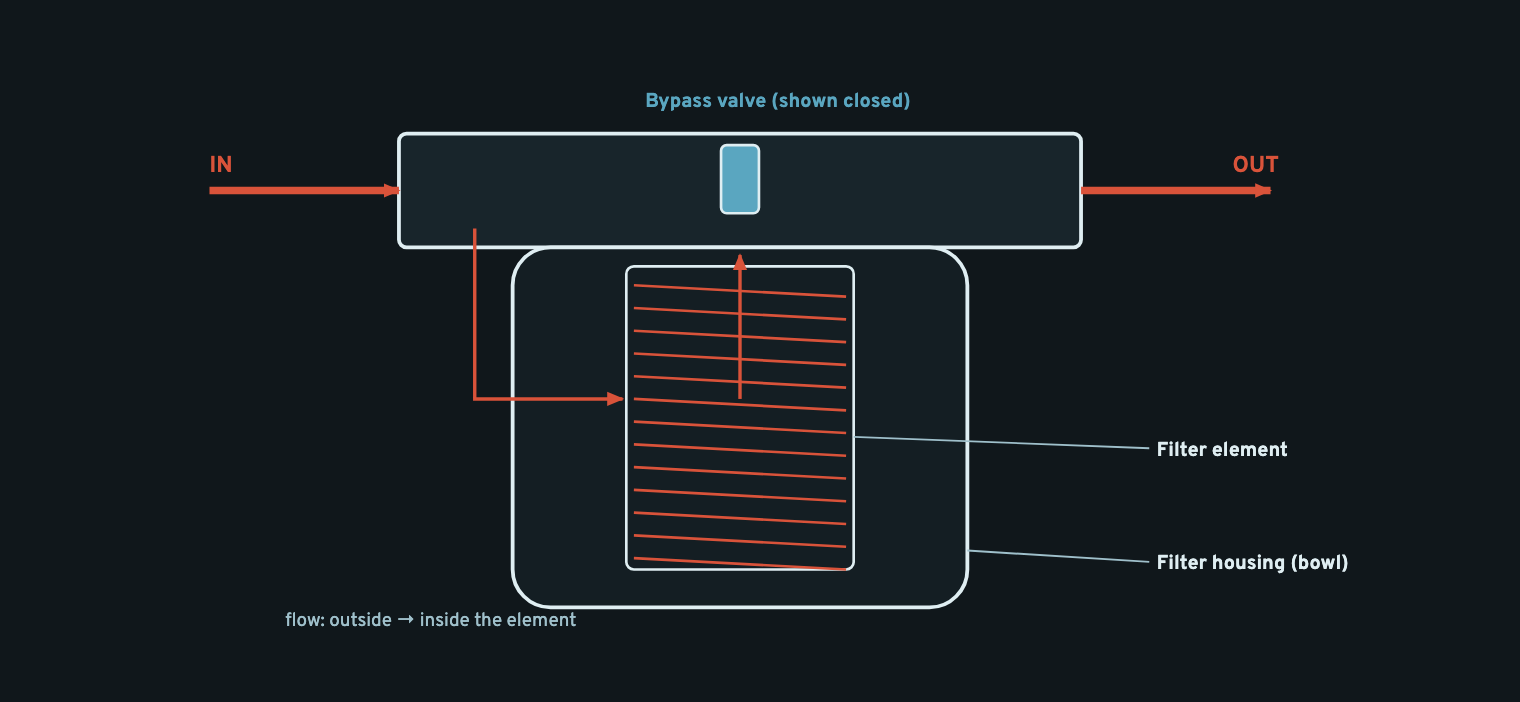 Bypass valve (shown closed)
IN
OUT
Filter element
Filter housing (bowl)
flow: outside → inside the element